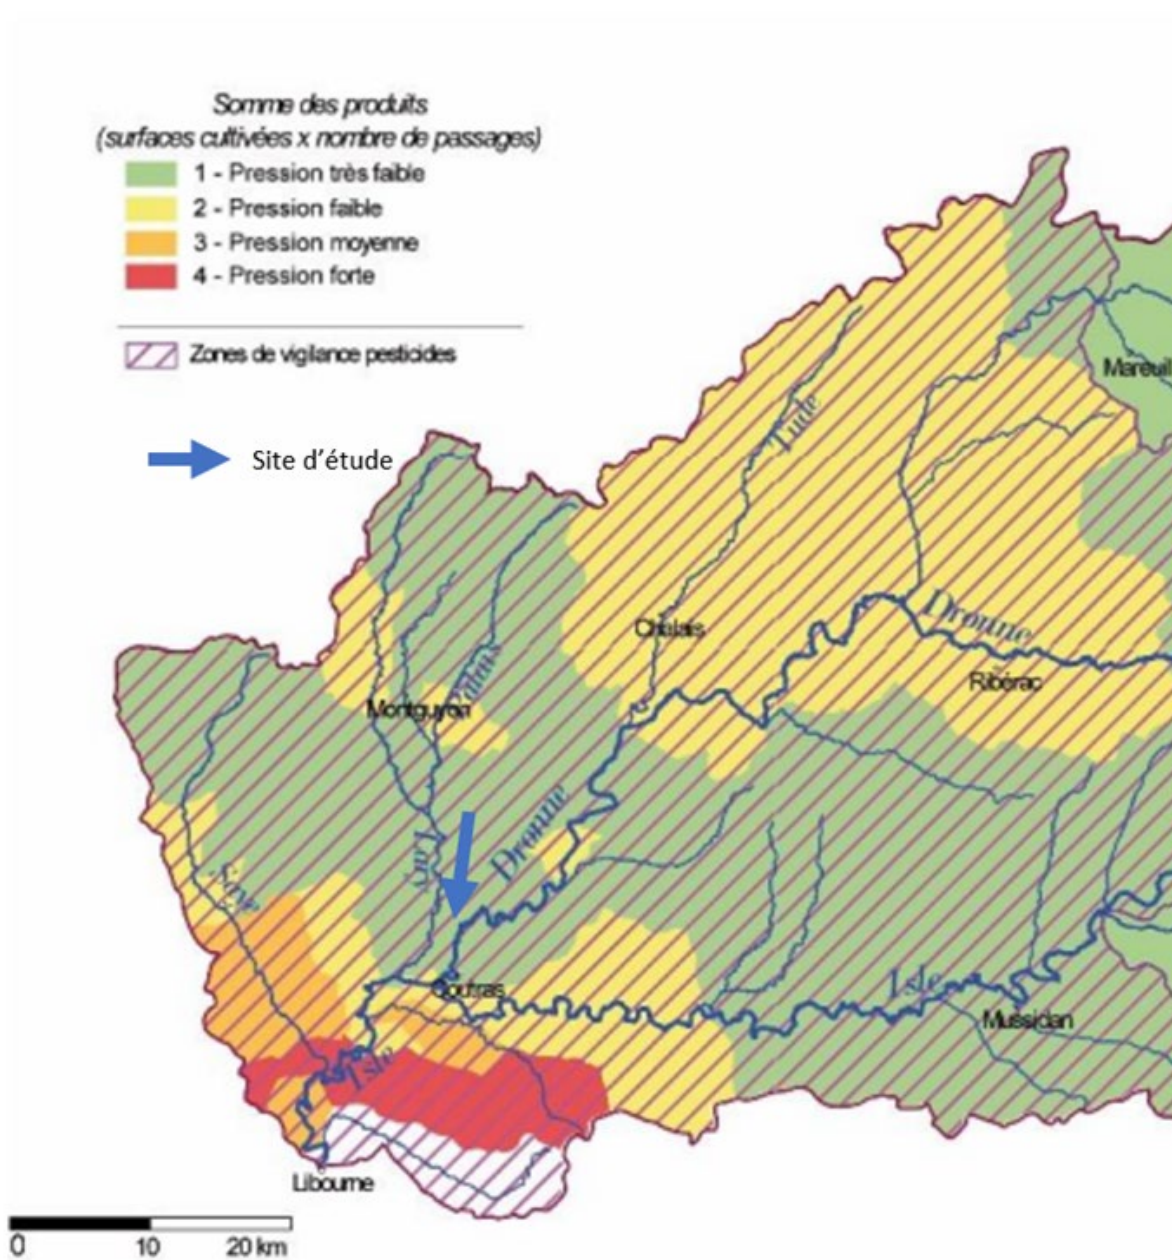 Somme des produits
(surfaces cultivées x nombre de passages)
1 - Pression très faible
2 - Pression faible
3 - Pression moyenne
4 - Pression forte
Zones de vigilance pesticides
Site d'étude
Mareuil
Tude
Dronne
Chalais
Ribérac
Palais
Montguyon
Dronne
Lary
Saye
Coutras
Isle
Mussidan
Isle
Libourne
0 10 20 km